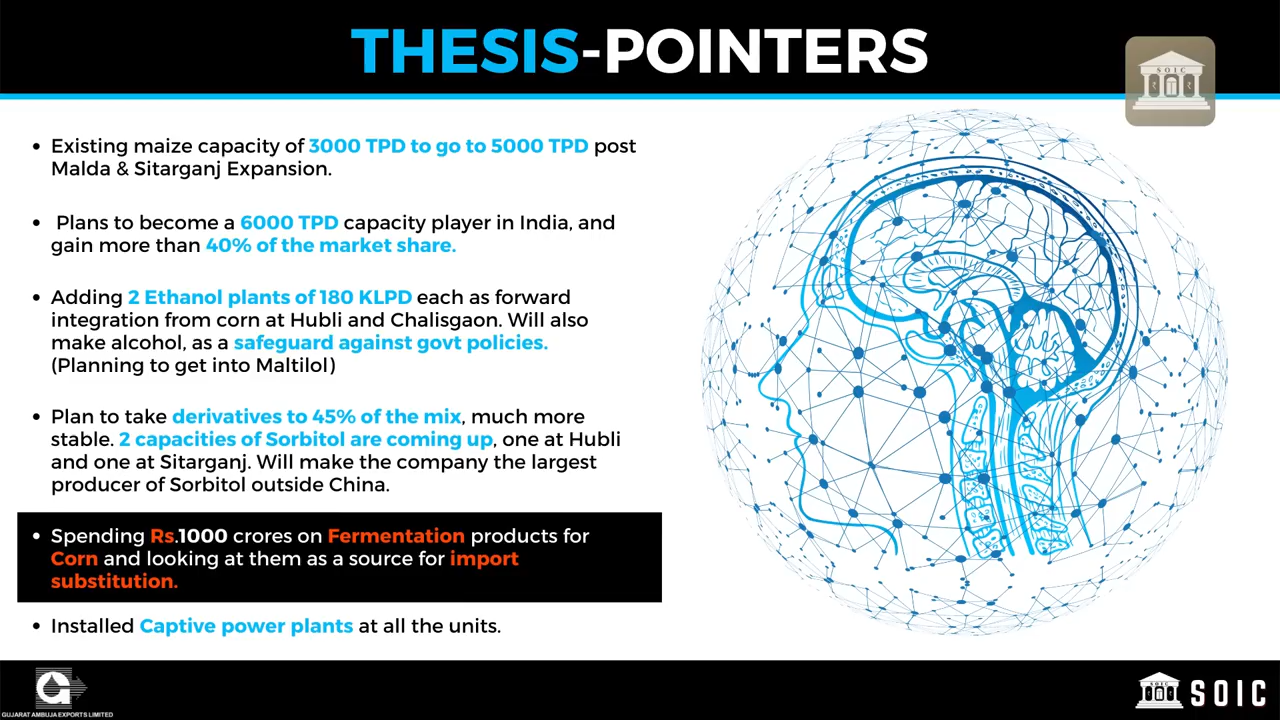 THESIS-POINTERS
SOIC
• Existing maize capacity of 3000 TPD to go to 5000 TPD post
Malda & Sitarganj Expansion.
• Plans to become a 6000 TPD capacity player in India, and
gain more than 40% of the market share.
• Adding 2 Ethanol plants of 180 KLPD each as forward
integration from corn at Hubli and Chalisgaon. Will also
make alcohol, as a safeguard against govt policies.
(Planning to get into Maltilol)
• Plan to take derivatives to 45% of the mix, much more
stable. 2 capacities of Sorbitol are coming up, one at Hubli
and one at Sitarganj. Will make the company the largest
producer of Sorbitol outside China.
• Spending Rs.1000 crores on Fermentation products for
Corn and looking at them as a source for import
substitution.
• Installed Captive power plants at all the units.
GUJARAT AMBUJA EXPORTS LIMITED
SOIC